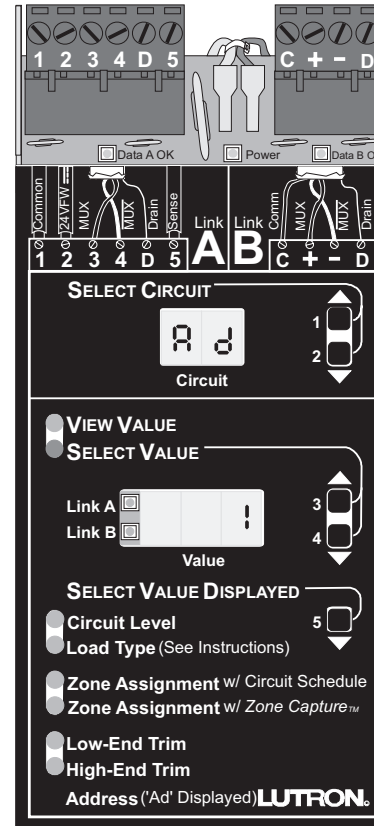 1 2 3 4 D 5
C + − D
Data A OK
Power
Data B O
Common
24VFW
MUX
MUX
Drain
Sense
Link
A
Link
B
Comm
MUX
MUX
Drain
1 2 3 4 D 5
C + − D
SELECT CIRCUIT
Ad
1
2
Circuit
VIEW VALUE
SELECT VALUE
Link A
Link B
1
3
4
Value
SELECT VALUE DISPLAYED
5
Circuit Level
Load Type (See Instructions)
Zone Assignment w/ Circuit Schedule
Zone Assignment w/ Zone Capture™
Low-End Trim
High-End Trim
Address ('Ad' Displayed) LUTRON®